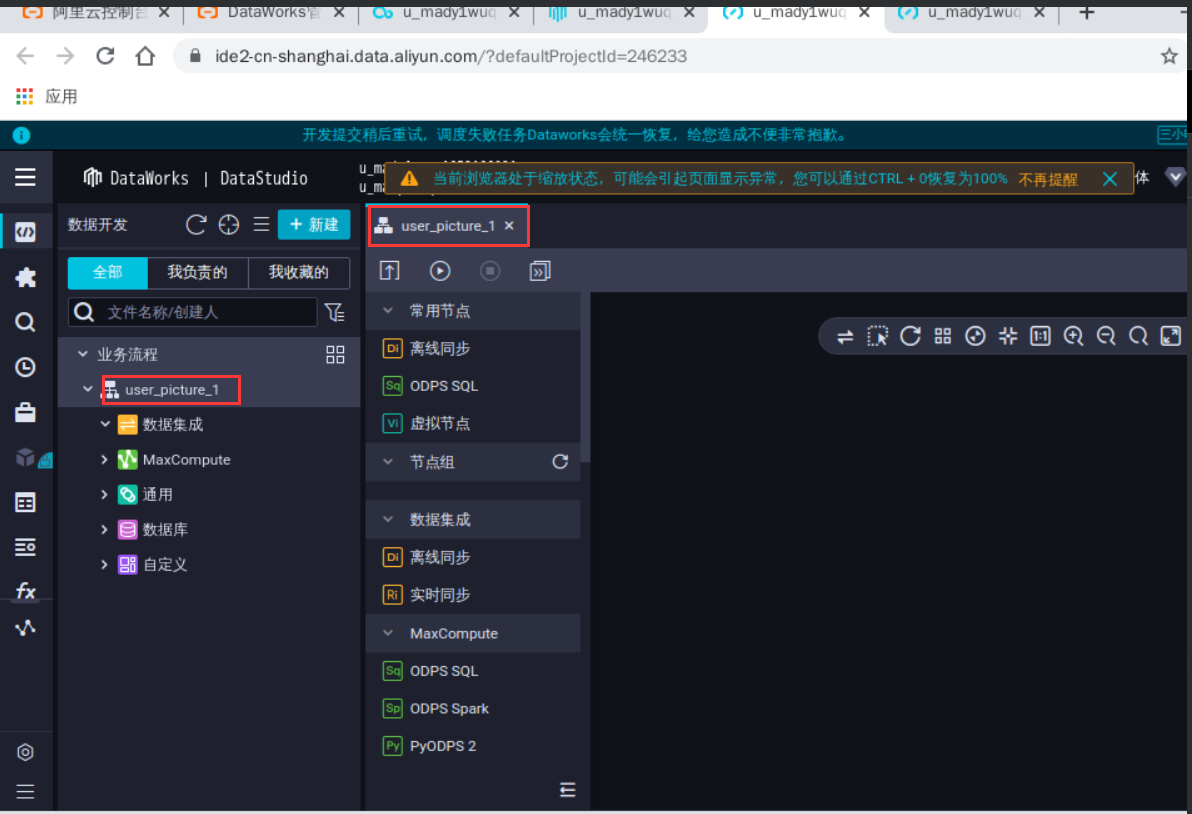 阿里云控制台
DataWorks管
u_mady1wuq
u_mady1wuq
u_mady1wuq
u_mady1wuq
ide2-cn-shanghai.data.aliyun.com/?defaultProjectId=246233
应用
开发提交稍后重试，调度失败任务Dataworks会统一恢复，给您造成不便非常抱歉。
三小
DataWorks | DataStudio
当前浏览器处于缩放状态，可能会引起页面显示异常，您可以通过CTRL + 0恢复为100% 不再提醒
体
数据开发
+ 新建
user_picture_1
全部 我负责的 我收藏的
文件名称/创建人
业务流程
user_picture_1
数据集成
MaxCompute
通用
数据库
自定义
fx
常用节点
Di 离线同步
Sq ODPS SQL
Vi 虚拟节点
节点组
数据集成
Di 离线同步
Ri 实时同步
MaxCompute
Sq ODPS SQL
Sp ODPS Spark
Py PyODPS 2
1:1